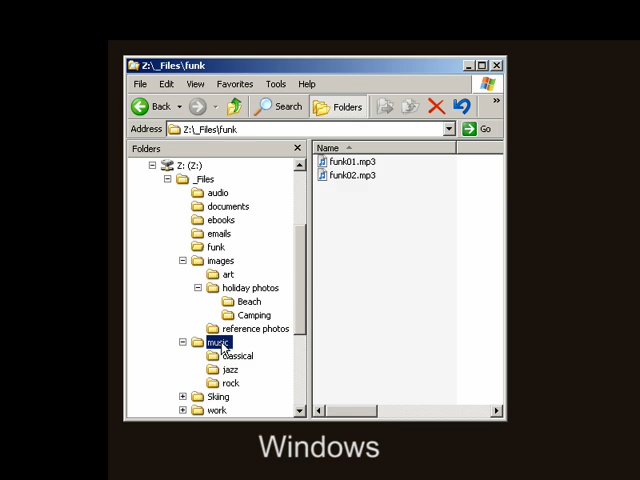 Z:\_Files\funk
File Edit View Favorites Tools Help
Back Search Folders »
Address Z:\_Files\funk Go
Folders
Name
Z: (Z:)
_Files
audio
documents
ebooks
emails
funk
images
art
holiday photos
Beach
Camping
reference photos
music
classical
jazz
rock
Skiing
work
funk01.mp3
funk02.mp3
Windows